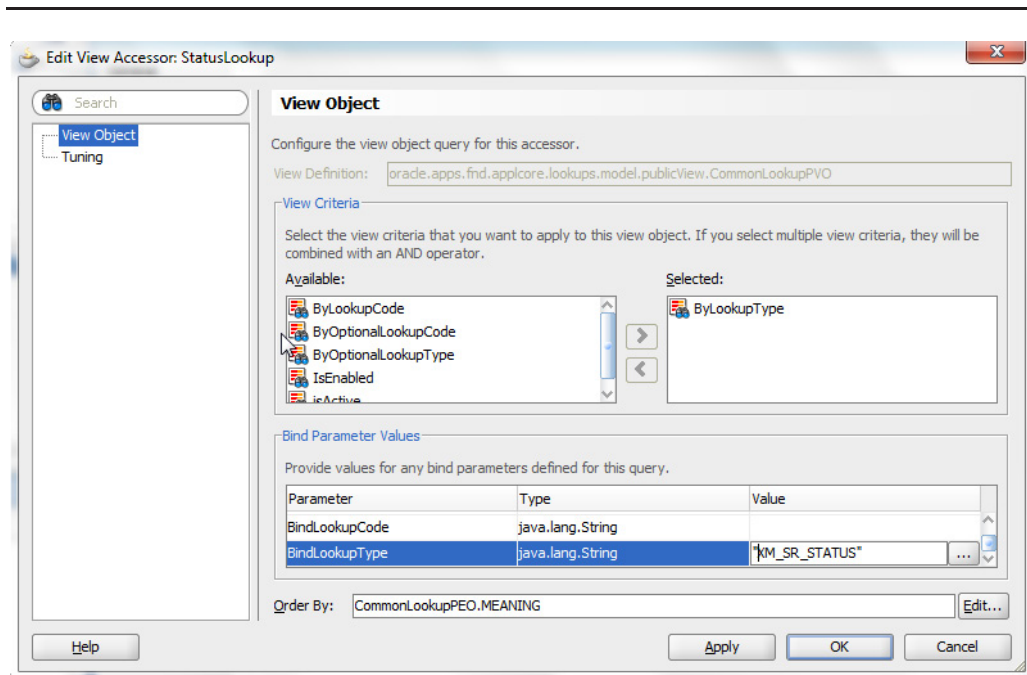 Edit View Accessor: StatusLookup
X
Search
View Object
Tuning
View Object
Configure the view object query for this accessor.
View Definition: oracle.apps.fnd.applcore.lookups.model.publicView.CommonLookupPVO
View Criteria
Select the view criteria that you want to apply to this view object. If you select multiple view criteria, they will be
combined with an AND operator.
Available: Selected:
ByLookupCode ByLookupType
ByOptionalLookupCode
ByOptionalLookupType
IsEnabled
isActive
Bind Parameter Values
Provide values for any bind parameters defined for this query.
Parameter Type Value
BindLookupCode java.lang.String
BindLookupType java.lang.String "XM_SR_STATUS" ...
Order By: CommonLookupPEO.MEANING Edit...
Help Apply OK Cancel